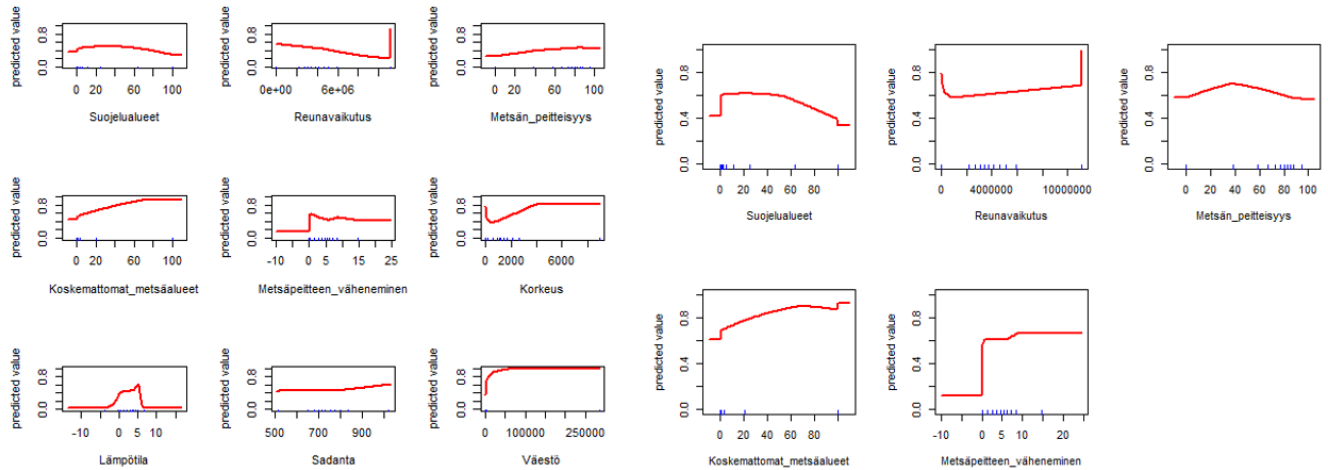 predicted value
0.0 0.8
0 20 60 100
Suojelualueet
predicted value
0.0 0.8
0e+00 6e+06
Reunavaikutus
predicted value
0.0 0.8
0 20 60 100
Metsän_peitteisyys
predicted value
0.0 0.8
0 20 60 100
Koskemattomat_metsäalueet
predicted value
0.0 0.8
-10 0 5 15 25
Metsäpeitteen_väheneminen
predicted value
0.0 0.8
0 2000 6000
Korkeus
predicted value
0.0 0.8
-10 0 5 10
Lämpötila
predicted value
0.0 0.8
500 700 900
Sadanta
predicted value
0.0 0.8
0 100000 250000
Väestö
predicted value
0.0 0.4 0.8
0 20 40 60 80
Suojelualueet
predicted value
0.0 0.4 0.8
0 4000000 10000000
Reunavaikutus
predicted value
0.0 0.4 0.8
0 20 40 60 80 100
Metsän_peitteisyys
predicted value
0.0 0.4 0.8
0 20 40 60 80
Koskemattomat_metsäalueet
predicted value
0.0 0.4 0.8
-10 0 10 20
Metsäpeitteen_väheneminen